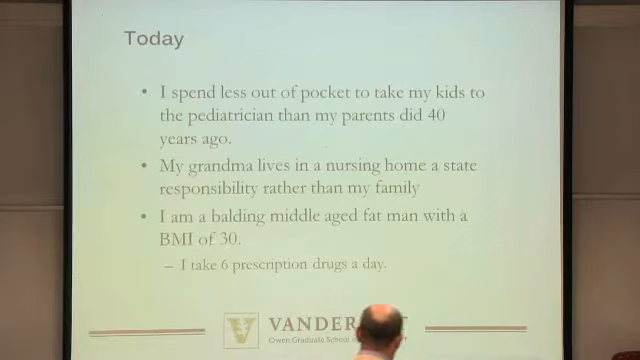 Today
• I spend less out of pocket to take my kids to
the pediatrician than my parents did 40
years ago.
• My grandma lives in a nursing home a state
responsibility rather than my family
• I am a balding middle aged fat man with a
BMI of 30.
– I take 6 prescription drugs a day.
VANDER T
Owen Graduate School